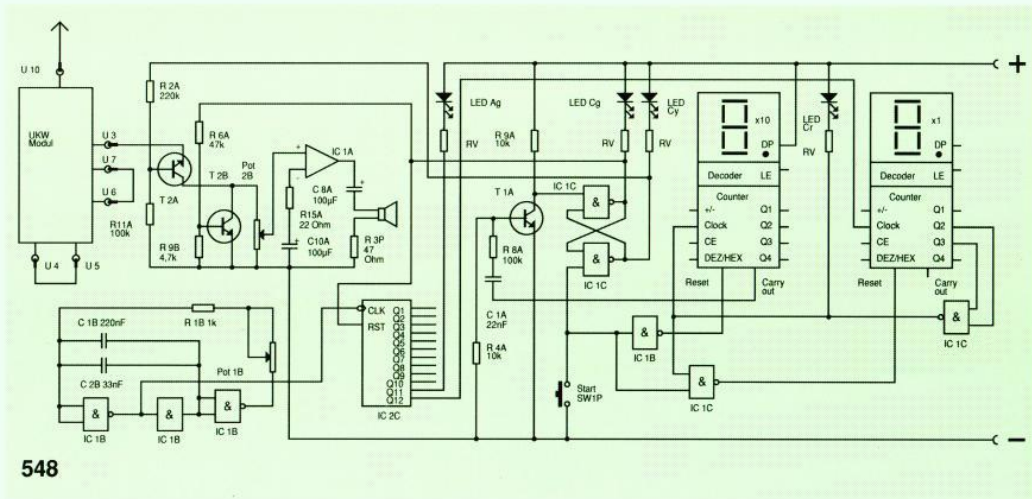 U 10
UKW
Modul
U 3
U 7
U 6
U 4
U 5
R 2A
220k
R 6A
47k
T 2A
R11A
100k
T 2B
Pot
2B
R 9B
4,7k
IC 1A
+
-
C 8A
100µF
+
R15A
22 Ohm
C10A
100µF
+
R 3P
47
Ohm
LED Ag
RV
R 9A
10k
LED Cg
RV
LED
Cy
T 1A
IC 1C
&
&
IC 1C
R 8A
100k
C 1A
22nF
R 4A
10k
x10
DP
Decoder
LE
Counter
+/-
Q1
Clock
Q2
CE
Q3
DEZ/HEX
Q4
Reset
Carry
out
LED
Cr
RV
x1
DP
Decoder
LE
Counter
+/-
Q1
Clock
Q2
CE
Q3
DEZ/HEX
Q4
Reset
Carry
out
&
IC 1C
&
IC 1B
&
IC 1C
Start
SW1P
CLK
RST
Q1
Q2
Q3
Q4
Q5
Q6
Q7
Q8
Q9
Q10
Q11
Q12
IC 2C
C 1B 220nF
R 1B 1k
C 2B 33nF
Pot 1B
&
IC 1B
&
IC 1B
&
IC 1B
+
−
548